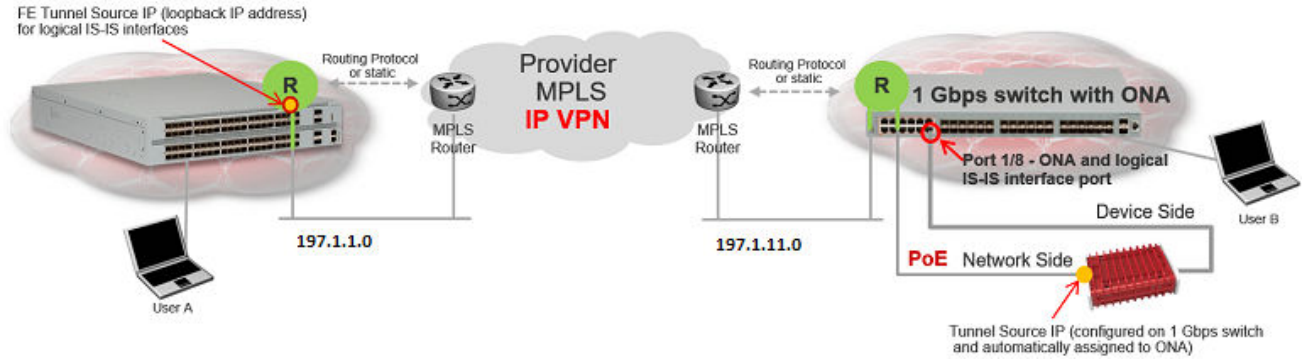 FE Tunnel Source IP (loopback IP address)
for logical IS-IS interfaces
R
Routing Protocol
or static
MPLS
Router
197.1.1.0
User A
Provider
MPLS
IP VPN
Routing Protocol
or static
MPLS
Router
197.1.11.0
R
1 Gbps switch with ONA
Port 1/8 - ONA and logical
IS-IS interface port
User B
Device Side
PoE Network Side
Tunnel Source IP (configured on 1 Gbps switch
and automatically assigned to ONA)